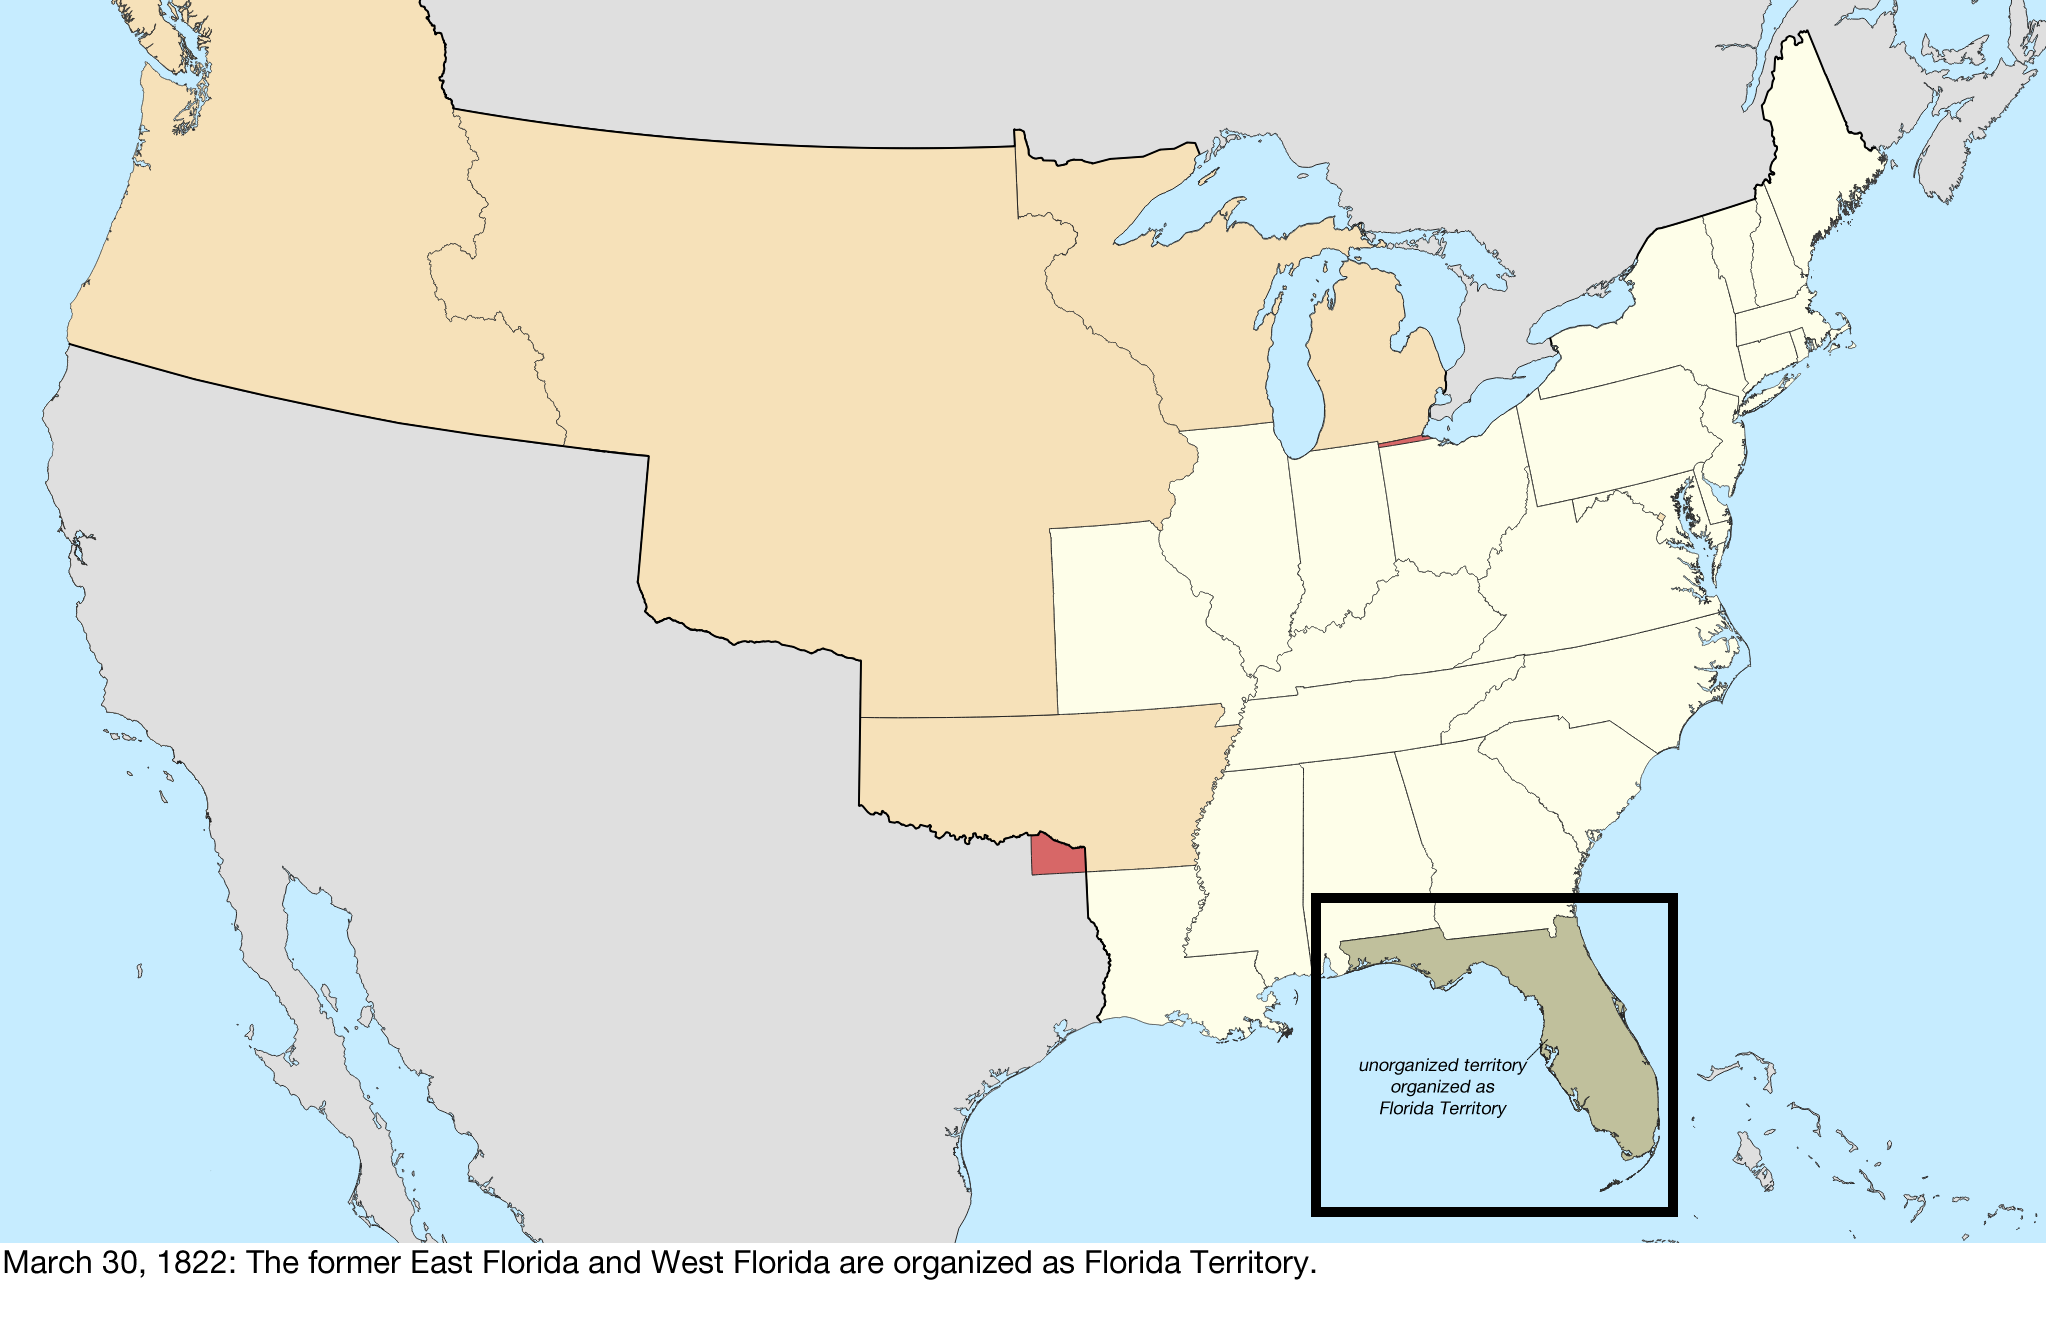 unorganized territory
organized as
Florida Territory
March 30, 1822: The former East Florida and West Florida are organized as Florida Territory.